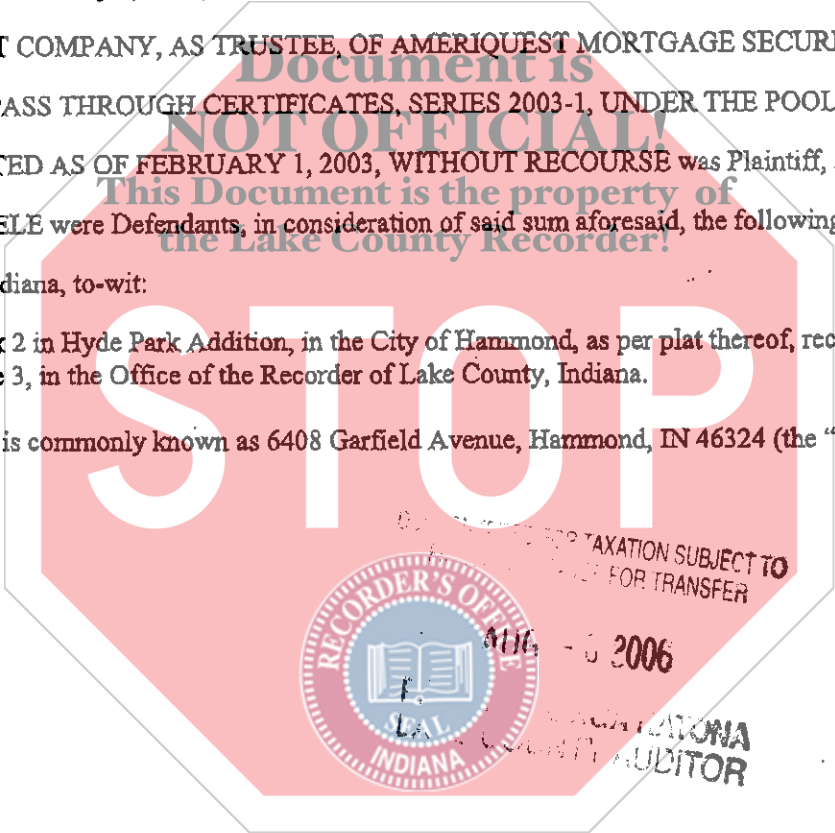 T COMPANY, AS TRUSTEE, OF AMERIQUEST MORTGAGE SECURI
Document is
PASS THROUGH CERTIFICATES, SERIES 2003-1, UNDER THE POOL
NOT OFFICIAL!
TED AS OF FEBRUARY 1, 2003, WITHOUT RECOURSE was Plaintiff,
This Document is the property of
ELE were Defendants, in consideration of said sum aforesaid, the following
the Lake County Recorder!
diana, to-wit:
STOP
k 2 in Hyde Park Addition, in the City of Hammond, as per plat thereof, rec
e 3, in the Office of the Recorder of Lake County, Indiana.
is commonly known as 6408 Garfield Avenue, Hammond, IN 46324 (the “
TAXATION SUBJECT TO
FOR TRANSFER
RECORDER'S OFFICE
AUG 2006
SEAL
INDIANA
COUNTY AUDITOR